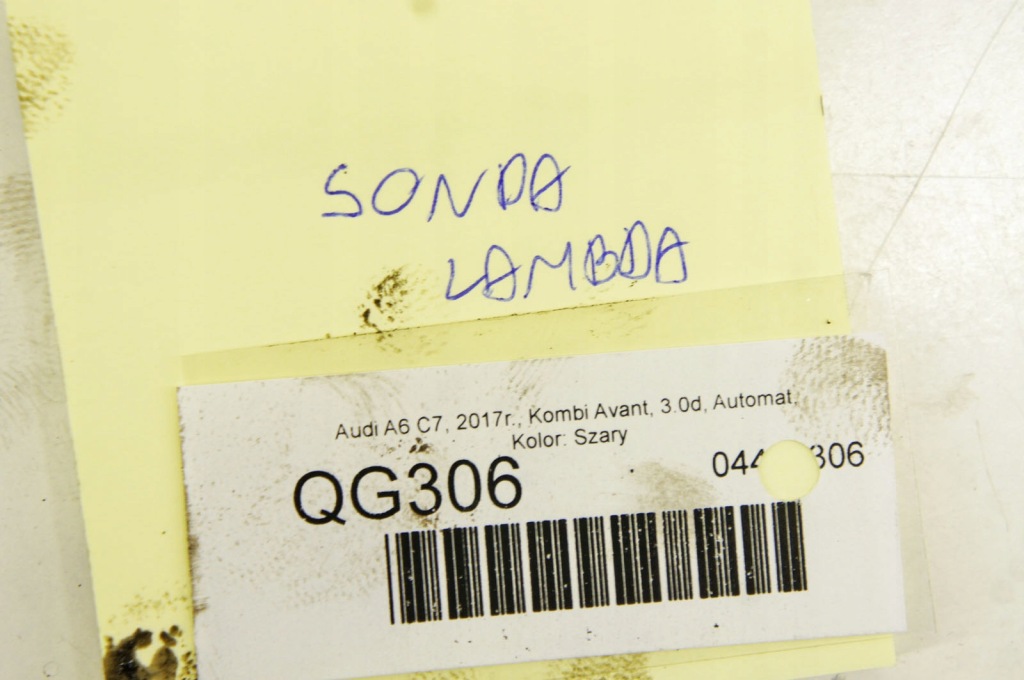 SONDA
LAMBDA
Audi A6 C7, 2017r., Kombi Avant, 3.0d, Automat,
Kolor: Szary
QG306